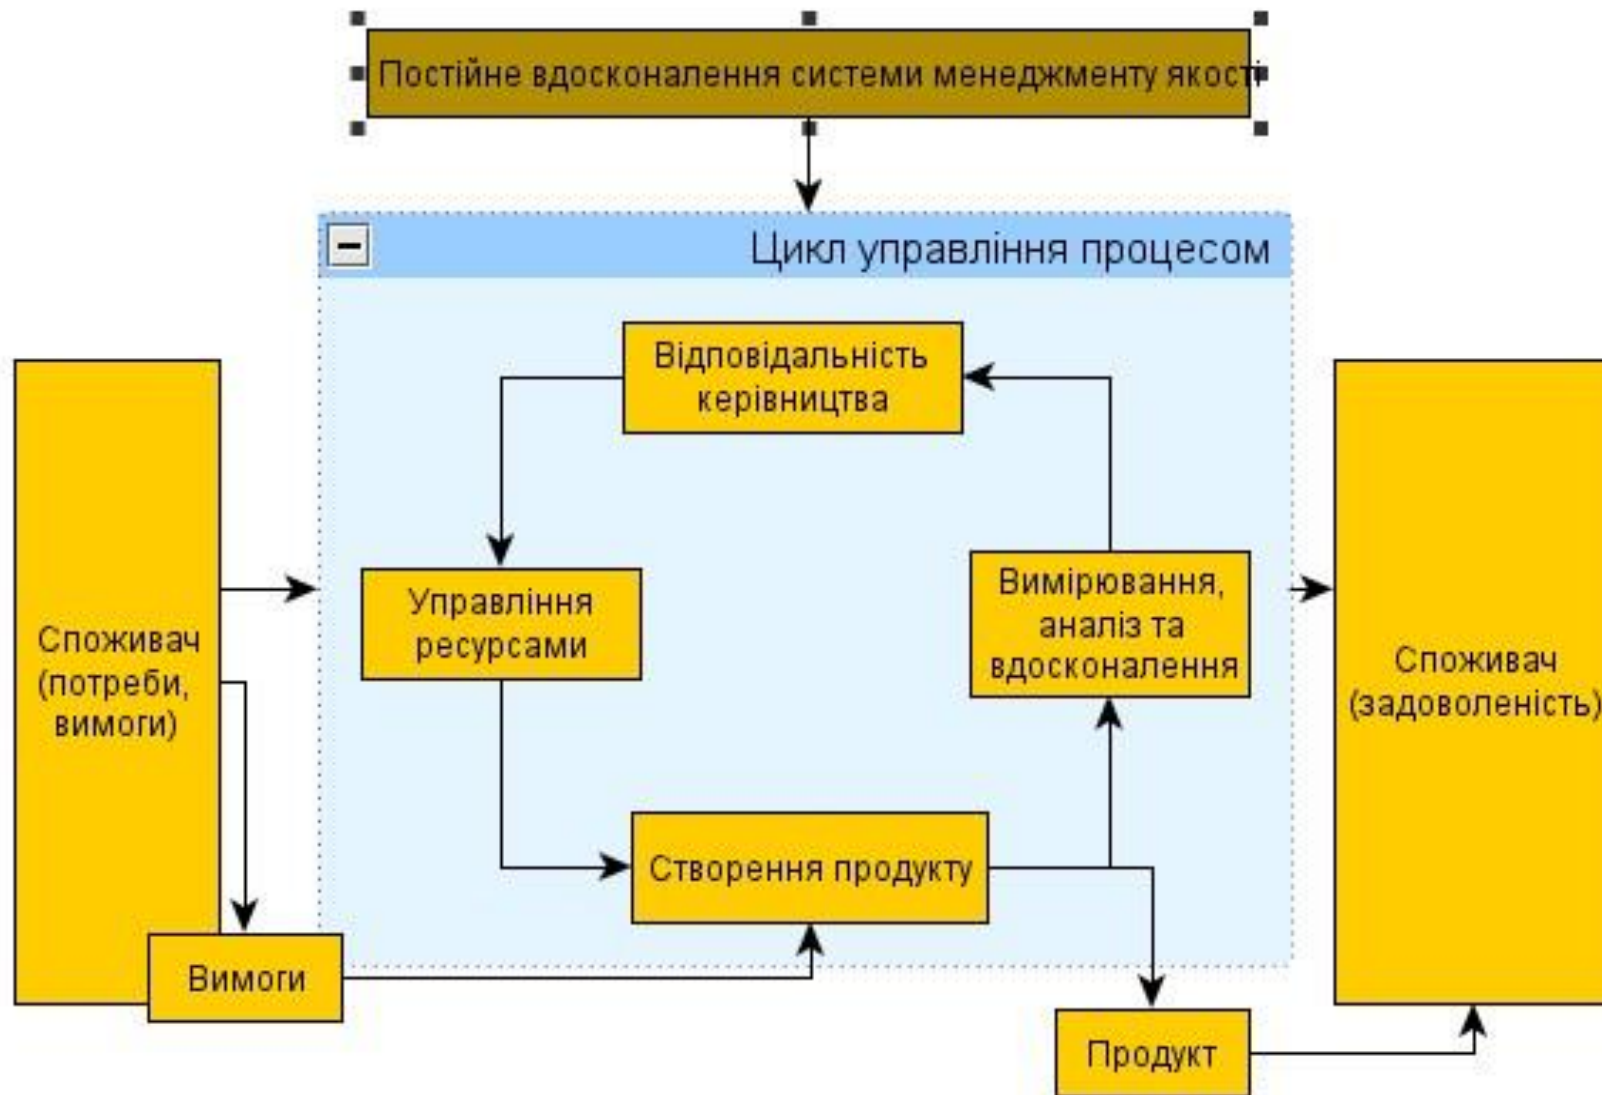 Постійне вдосконалення системи менеджменту якості
Цикл управління процесом
Відповідальність
керівництва
Управління
ресурсами
Вимірювання,
аналіз та
вдосконалення
Споживач
(потреби,
вимоги)
Споживач
(задоволеність)
Створення продукту
Вимоги
Продукт